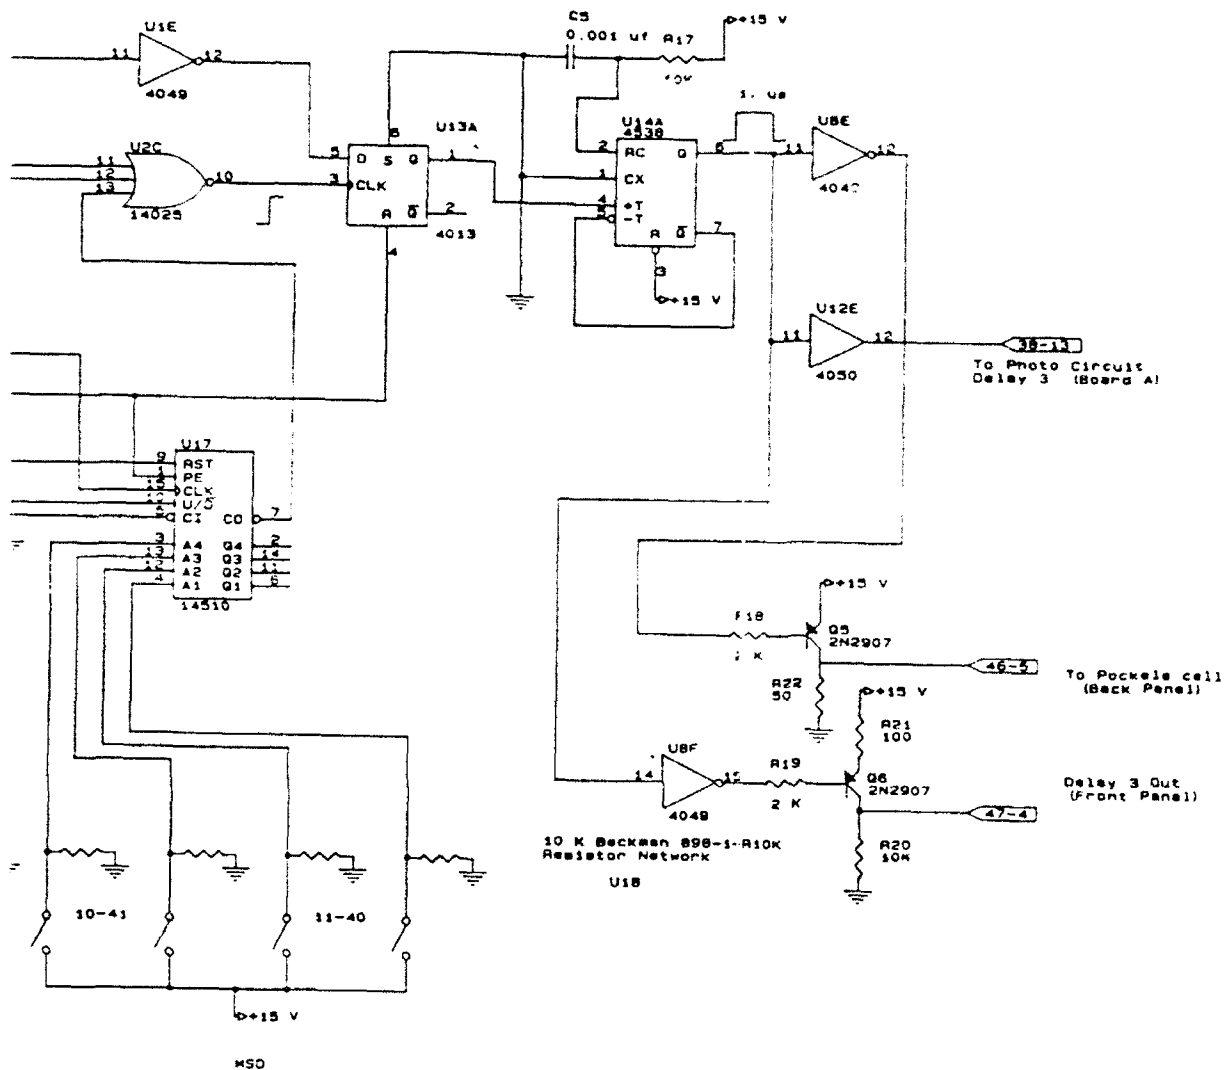 C5
0.001 uf
R17
+15 V
U1E
11
12
4049
U2C
11
12
13
10
14025
U13A
6
5
D S Q
1
3
CLK
R Q
2
4013
4
U14A
4538
2
RC Q
6
1
CX
4
+T
5
-T
R Q
7
3
+15 V
U8E
11
12
U12E
11
12
4050
38-13
To Photo Circuit
Delay 3 (Board A)
U17
9
RST
PE
CLK
U/D
CI CO
7
3
A4 Q4
2
13
A3 Q3
14
12
A2 Q2
11
4
A1 Q1
6
14510
+15 V
Q5
2N2907
46-5
To Pockels cell
(Back Panel)
R22
50
+15 V
R21
100
U8F
14
15
4049
R19
2 K
Q6
2N2907
47-4
Delay 3 Out
(Front Panel)
R20
10K
10 K Beckman 898-1-R10K
Resistor Network
U18
10-41
11-40
+15 V
MSD